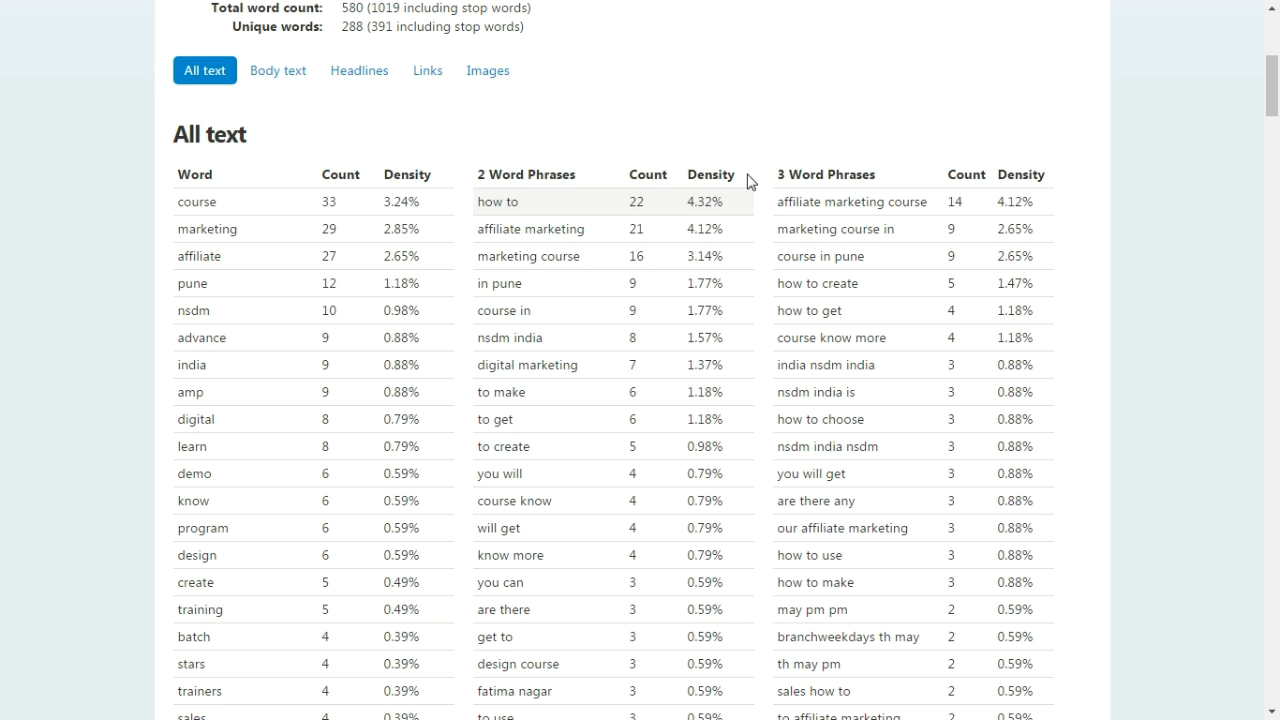 Total word count: 580 (1019 including stop words)
Unique words: 288 (391 including stop words)
All text Body text Headlines Links Images
All text
Word Count Density 2 Word Phrases Count Density 3 Word Phrases Count Density
course 33 3.24% how to 22 4.32% affiliate marketing course 14 4.12%
marketing 29 2.85% affiliate marketing 21 4.12% marketing course in 9 2.65%
affiliate 27 2.65% marketing course 16 3.14% course in pune 9 2.65%
pune 12 1.18% in pune 9 1.77% how to create 5 1.47%
nsdm 10 0.98% course in 9 1.77% how to get 4 1.18%
advance 9 0.88% nsdm india 8 1.57% course know more 4 1.18%
india 9 0.88% digital marketing 7 1.37% india nsdm india 3 0.88%
amp 9 0.88% to make 6 1.18% nsdm india is 3 0.88%
digital 8 0.79% to get 6 1.18% how to choose 3 0.88%
learn 8 0.79% to create 5 0.98% nsdm india nsdm 3 0.88%
demo 6 0.59% you will 4 0.79% you will get 3 0.88%
know 6 0.59% course know 4 0.79% are there any 3 0.88%
program 6 0.59% will get 4 0.79% our affiliate marketing 3 0.88%
design 6 0.59% know more 4 0.79% how to use 3 0.88%
create 5 0.49% you can 3 0.59% how to make 3 0.88%
training 5 0.49% are there 3 0.59% may pm pm 2 0.59%
batch 4 0.39% get to 3 0.59% branchweekdays th may 2 0.59%
stars 4 0.39% design course 3 0.59% th may pm 2 0.59%
trainers 4 0.39% fatima nagar 3 0.59% sales how to 2 0.59%
sales 4 0.39% to use 3 0.59% to affiliate marketing 2 0.59%